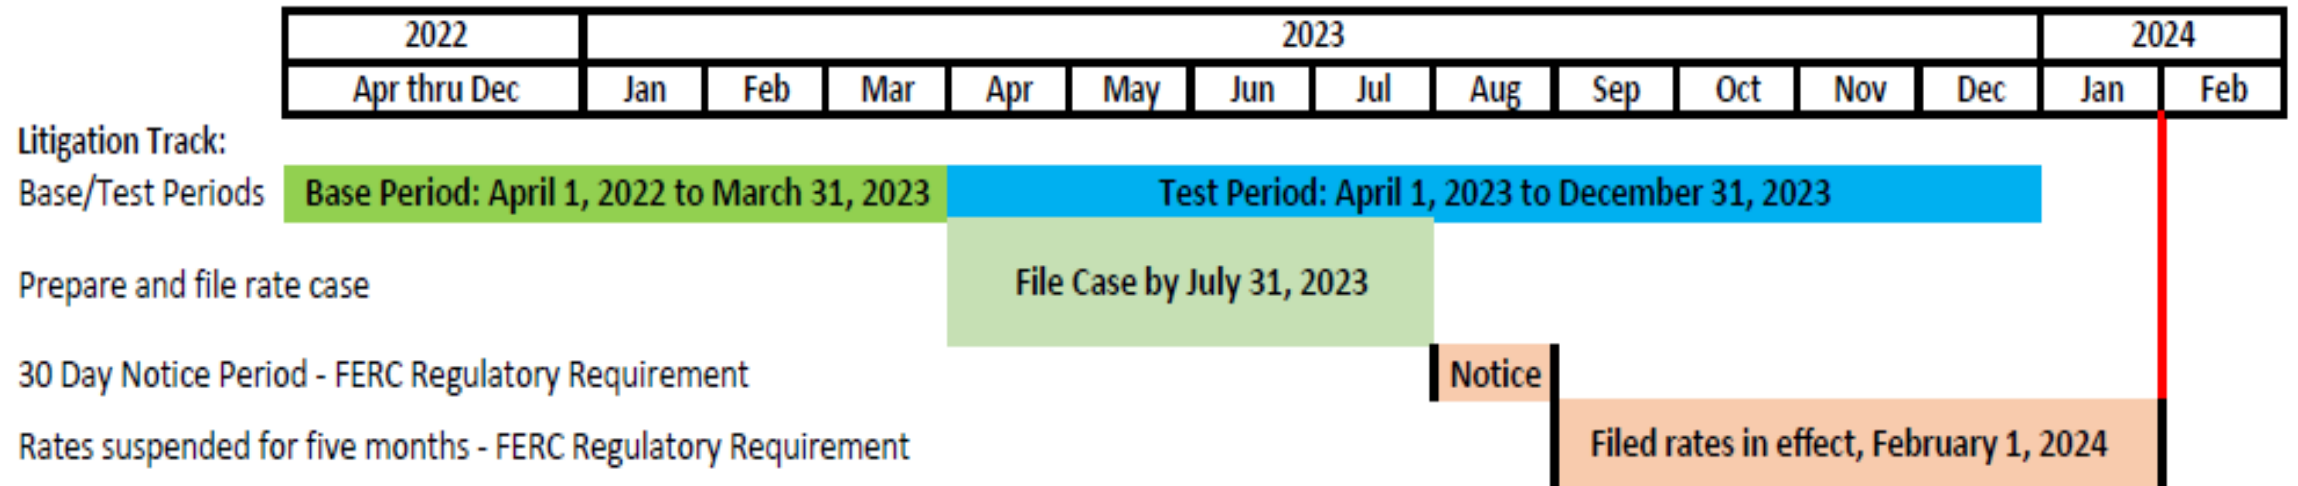 2022 2023 2024
Apr thru Dec Jan Feb Mar Apr May Jun Jul Aug Sep Oct Nov Dec Jan Feb
Litigation Track:
Base/Test Periods Base Period: April 1, 2022 to March 31, 2023 Test Period: April 1, 2023 to December 31, 2023
Prepare and file rate case File Case by July 31, 2023
30 Day Notice Period - FERC Regulatory Requirement Notice
Rates suspended for five months - FERC Regulatory Requirement Filed rates in effect, February 1, 2024